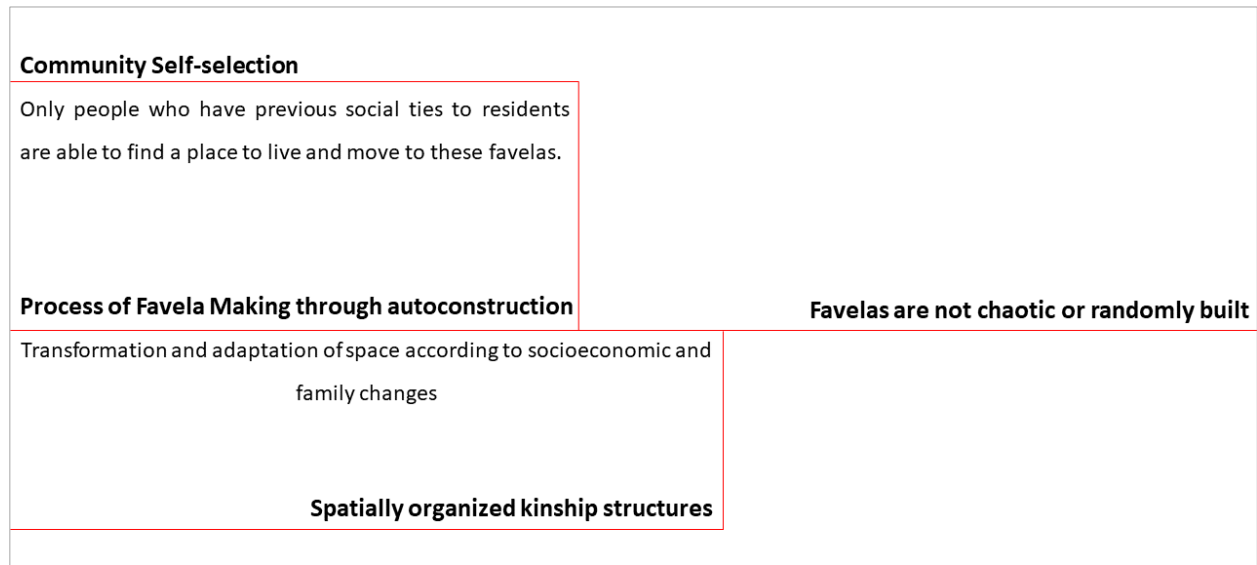 Community Self-selection
Only people who have previous social ties to residents
are able to find a place to live and move to these favelas.
Process of Favela Making through autoconstruction
Favelas are not chaotic or randomly built
Transformation and adaptation of space according to socioeconomic and
family changes
Spatially organized kinship structures